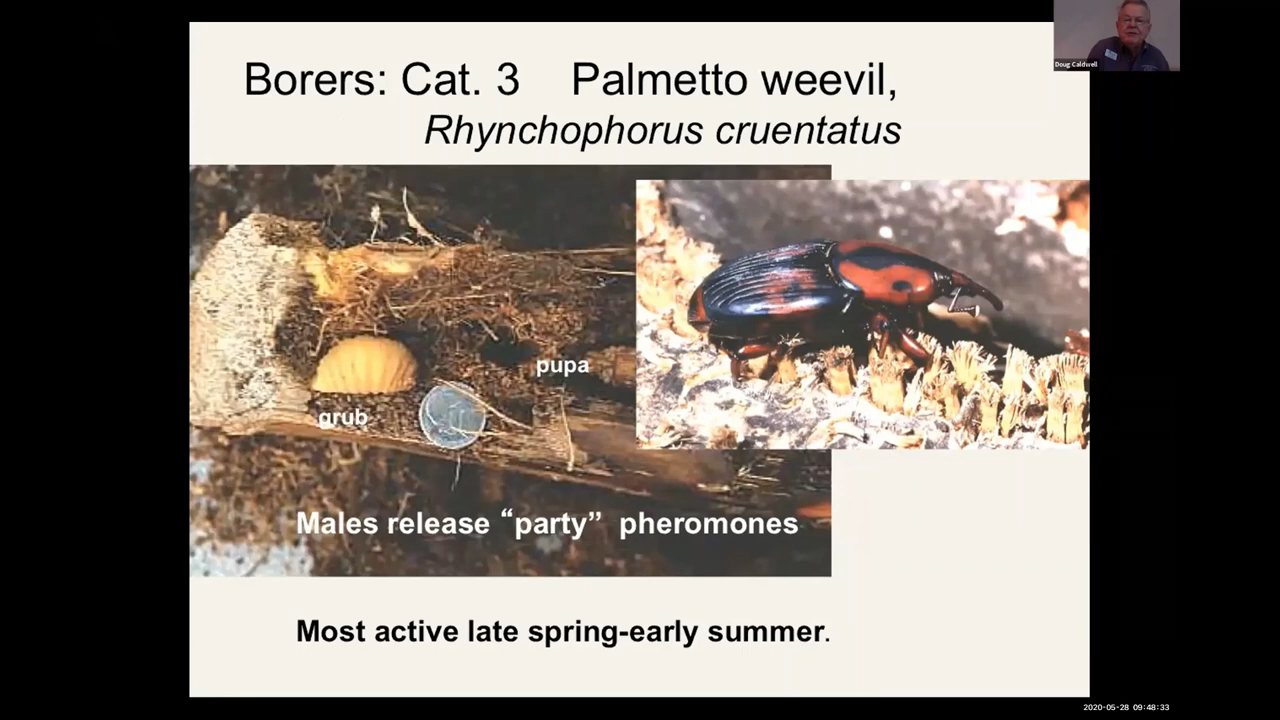 Doug Caldwell
Borers: Cat. 3 Palmetto weevil,
Rhynchophorus cruentatus
pupa
grub
Males release “party” pheromones
Most active late spring-early summer.
2020-05-28 09:48:33